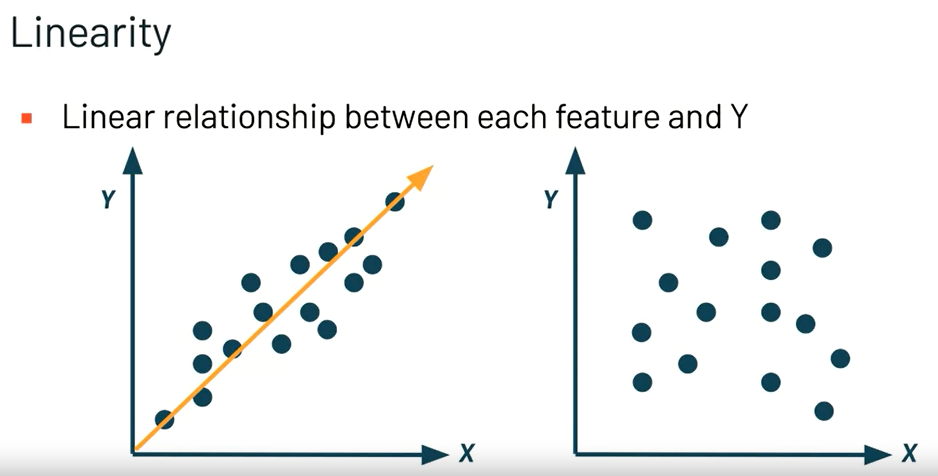 Linearity
Linear relationship between each feature and Y
Y
X
Y
X